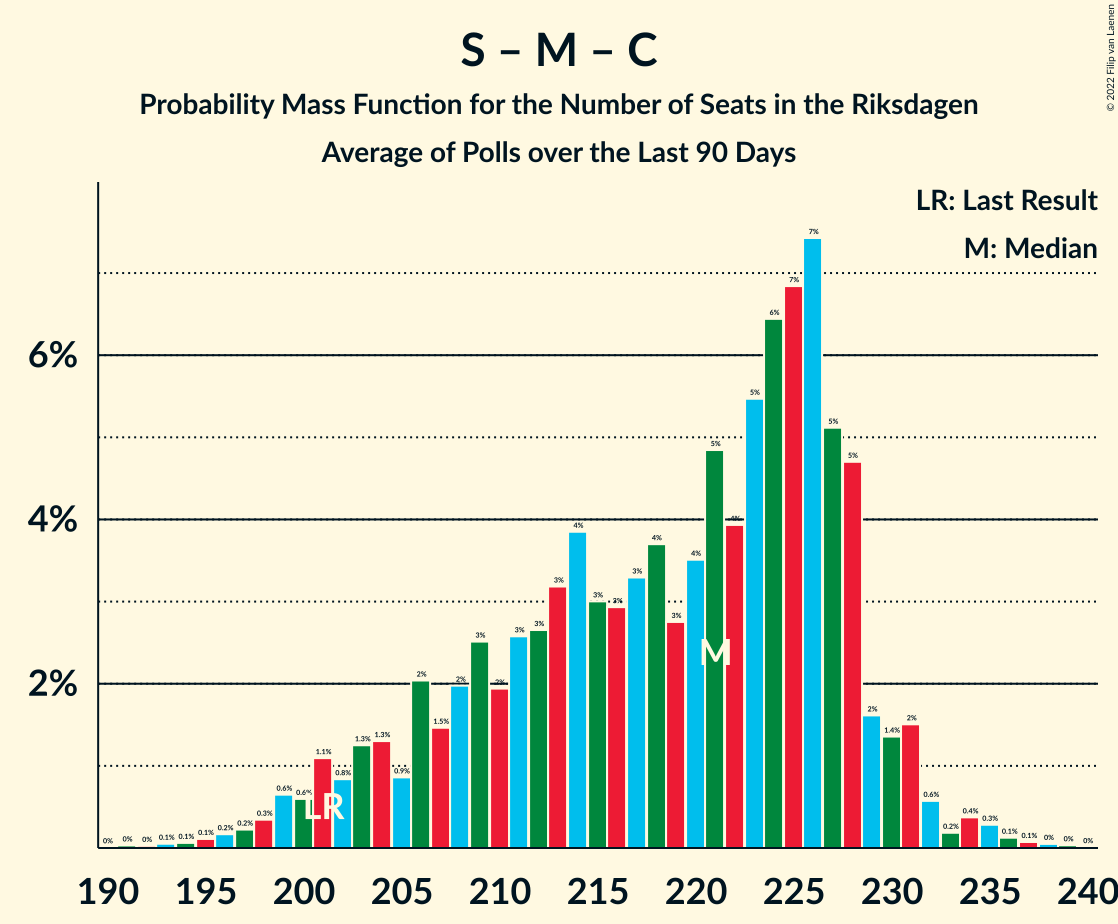 S – M – C
Probability Mass Function for the Number of Seats in the Riksdagen
Average of Polls over the Last 90 Days
© 2022 Filip van Laenen
LR: Last Result
M: Median
6%
4%
2%
0% 0% 0% 0.1% 0.1% 0.1% 0.2% 0.2% 0.3% 0.6% 0.6% 1.1% 0.8% 1.3% 1.3% 0.9% 2% 1.5% 2% 3% 2% 3% 3% 3% 4% 3% 3% 3% 4% 3% 4% 5% 4% 5% 6% 7% 7% 5% 5% 2% 1.4% 2% 0.6% 0.2% 0.4% 0.3% 0.1% 0.1% 0% 0% 0%
LR
M
190 195 200 205 210 215 220 225 230 235 240